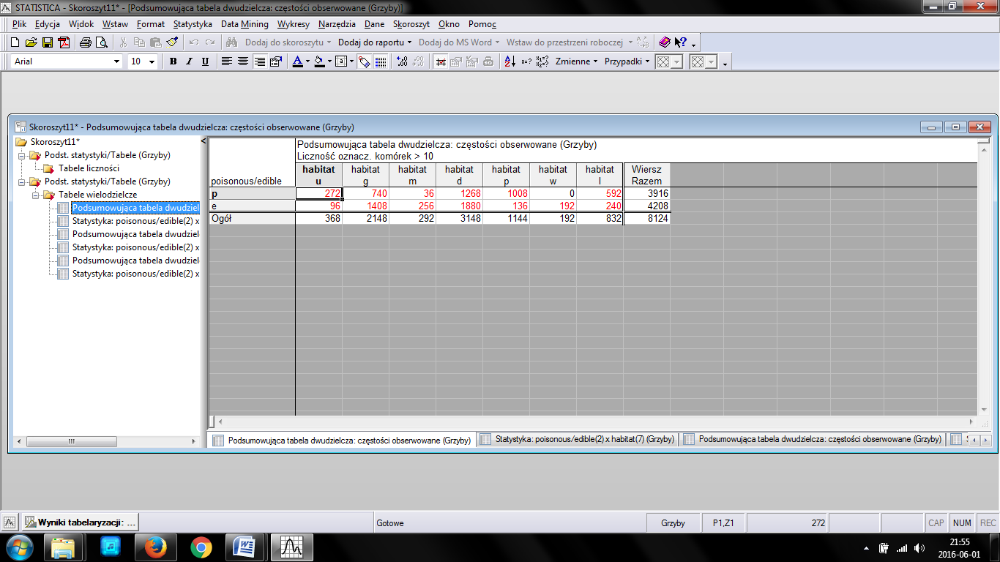 STATISTICA - Skoroszyt11* - [Podsumowująca tabela dwudzielcza: częstości obserwowane (Grzyby)]
Plik Edycja Widok Wstaw Format Statystyka Data Mining Wykresy Narzędzia Dane Skoroszyt Okno Pomoc
Dodaj do skoroszytu Dodaj do raportu Dodaj do MS Word Wstaw do przestrzeni roboczej
Arial 10 B I U A Zmienne Przypadki
Skoroszyt11* - Podsumowująca tabela dwudzielcza: częstości obserwowane (Grzyby)
Skoroszyt11*
Podst. statystyki/Tabele (Grzyby)
Tabele liczności
Podst. statystyki/Tabele (Grzyby)
Tabele wielodzielcze
Podsumowująca tabela dwudziel
Statystyka: poisonous/edible(2) x
Podsumowująca tabela dwudziel
Statystyka: poisonous/edible(2) x
Podsumowująca tabela dwudziel
Statystyka: poisonous/edible(2) x
Podsumowująca tabela dwudzielcza: częstości obserwowane (Grzyby)
Liczność oznacz. komórek > 10
habitat habitat habitat habitat habitat habitat habitat Wiersz
poisonous/edible u g m d p w l Razem
p 272 740 36 1268 1008 0 592 3916
e 96 1408 256 1880 136 192 240 4208
Ogół 368 2148 292 3148 1144 192 832 8124
Podsumowująca tabela dwudzielcza: częstości obserwowane (Grzyby) Statystyka: poisonous/edible(2) x habitat(7) (Grzyby) Podsumowująca tabela dwudzielcza: częstości obserwowane (Grzyby)
Wyniki tabelaryzacji: ... Gotowe Grzyby P1,Z1 272 CAP NUM REC
21:55
2016-06-01